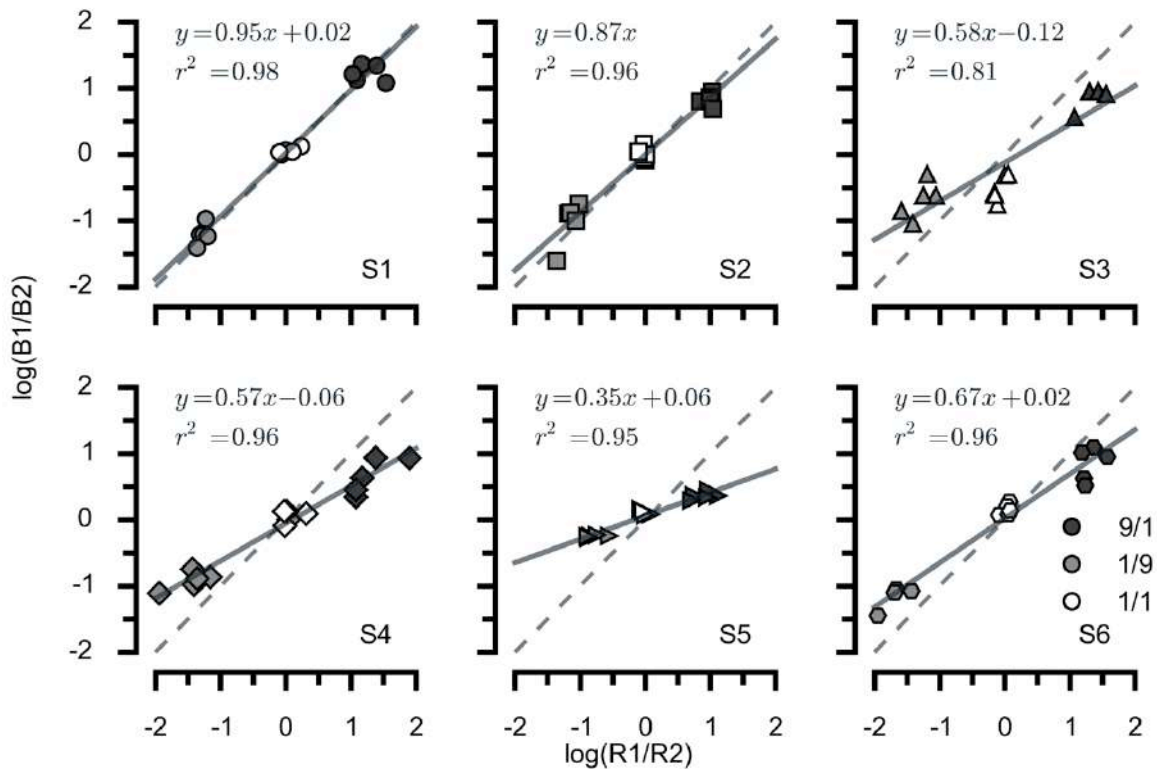 y=0.95x+0.02
r² =0.98
S1
y=0.87x
r² =0.96
S2
y=0.58x−0.12
r² =0.81
S3
2
1
0
-1
-2
log(B1/B2)
y=0.57x−0.06
r² =0.96
S4
y=0.35x+0.06
r² =0.95
S5
y=0.67x+0.02
r² =0.96
9/1
1/9
1/1
S6
2
1
0
-1
-2
-2 -1 0 1 2
-2 -1 0 1 2
-2 -1 0 1 2
log(R1/R2)